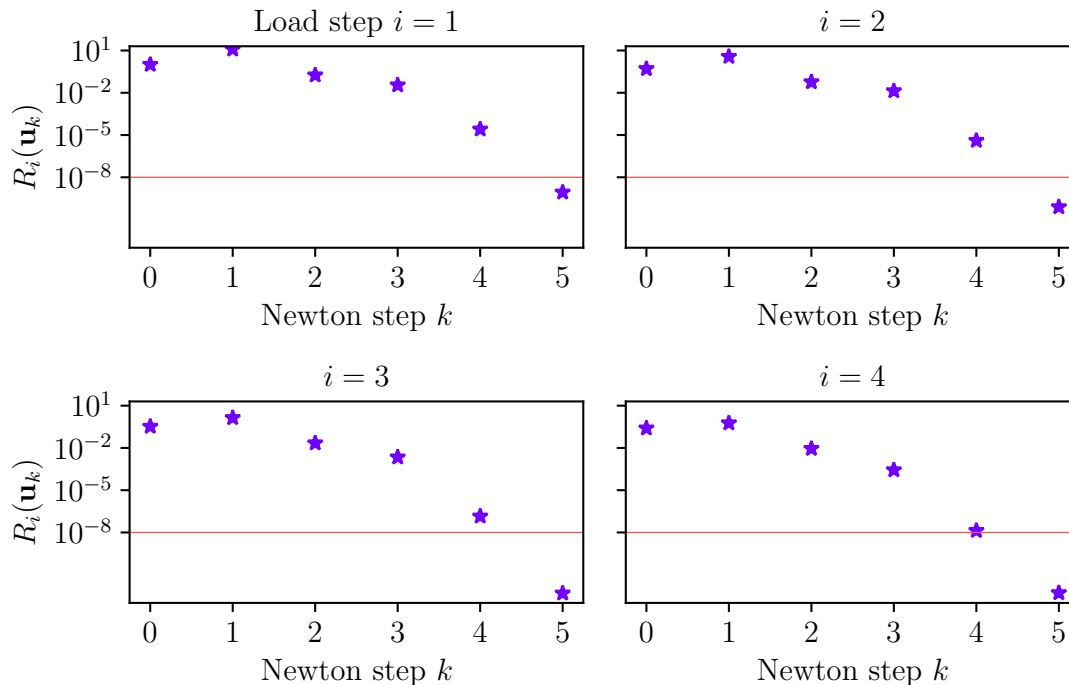 Load step i = 1
i = 2
10^1
10^-2
10^-5
10^-8
R_i(u_k)
0 1 2 3 4 5
0 1 2 3 4 5
Newton step k
Newton step k
i = 3
i = 4
10^1
10^-2
10^-5
10^-8
R_i(u_k)
0 1 2 3 4 5
0 1 2 3 4 5
Newton step k
Newton step k